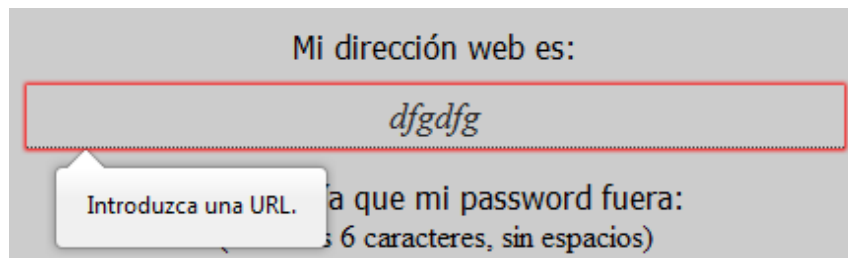 Mi dirección web es:
dfgdfg
Introduzca una URL.
que mi password fuera:
6 caracteres, sin espacios)